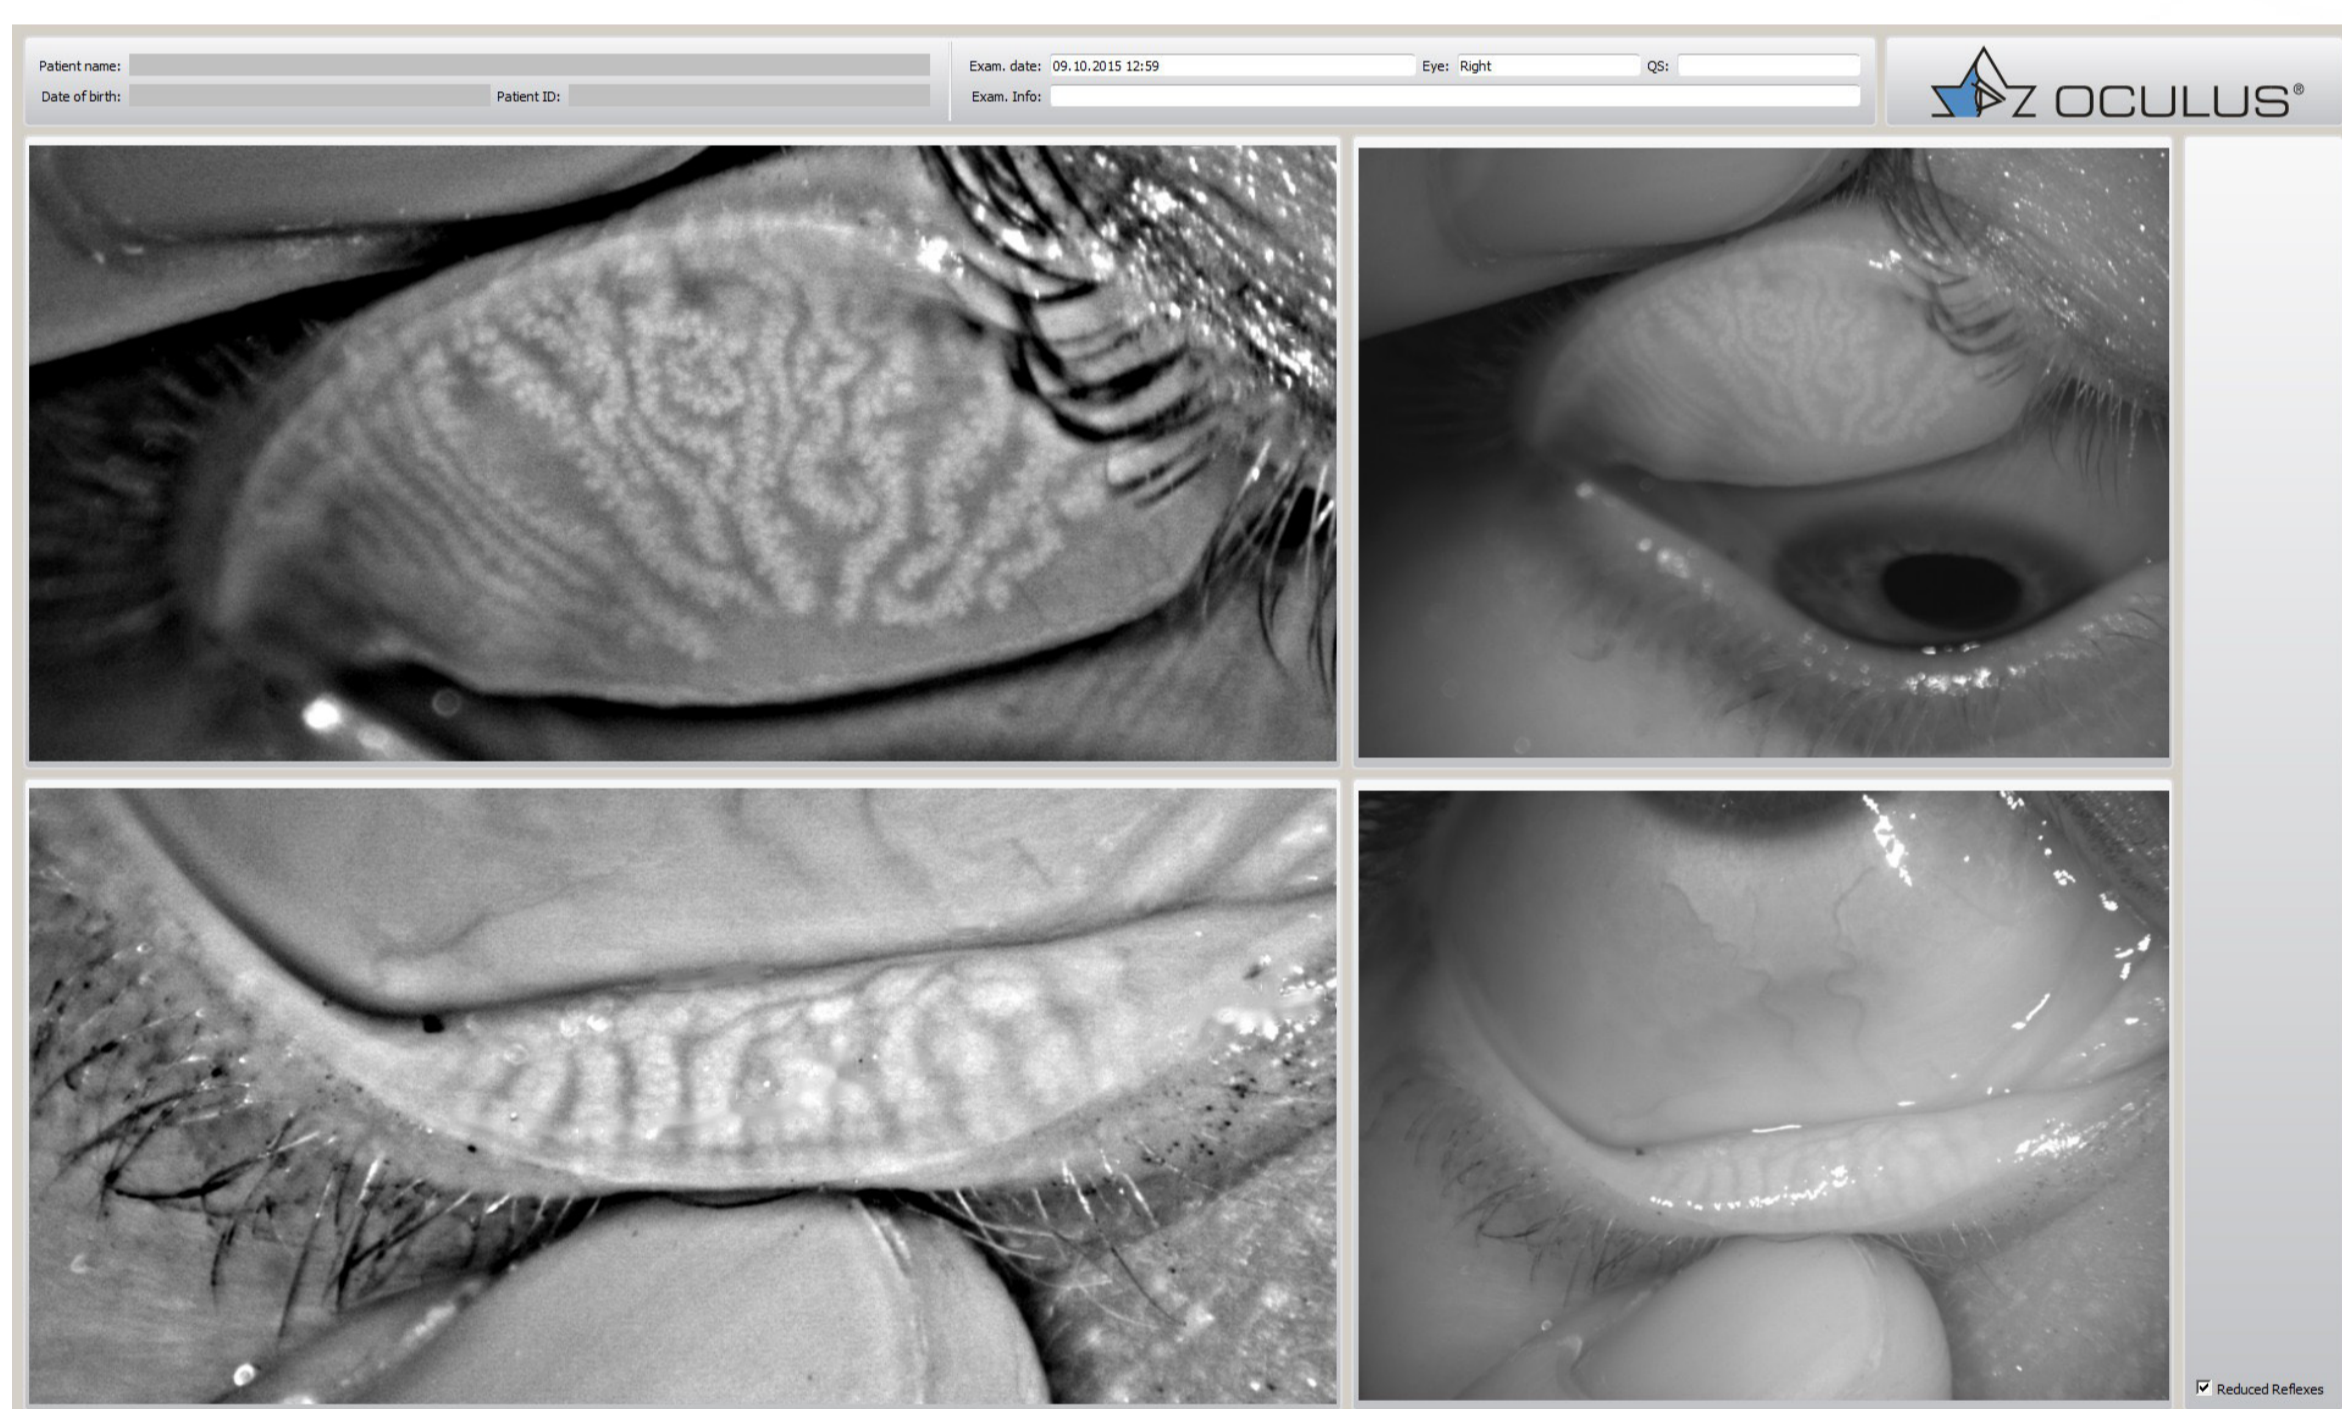 Patient name:
Exam. date: 09.10.2015 12:59 Eye: Right QS:
Date of birth: Patient ID:
Exam. Info:
OCULUS®
Reduced Reflexes